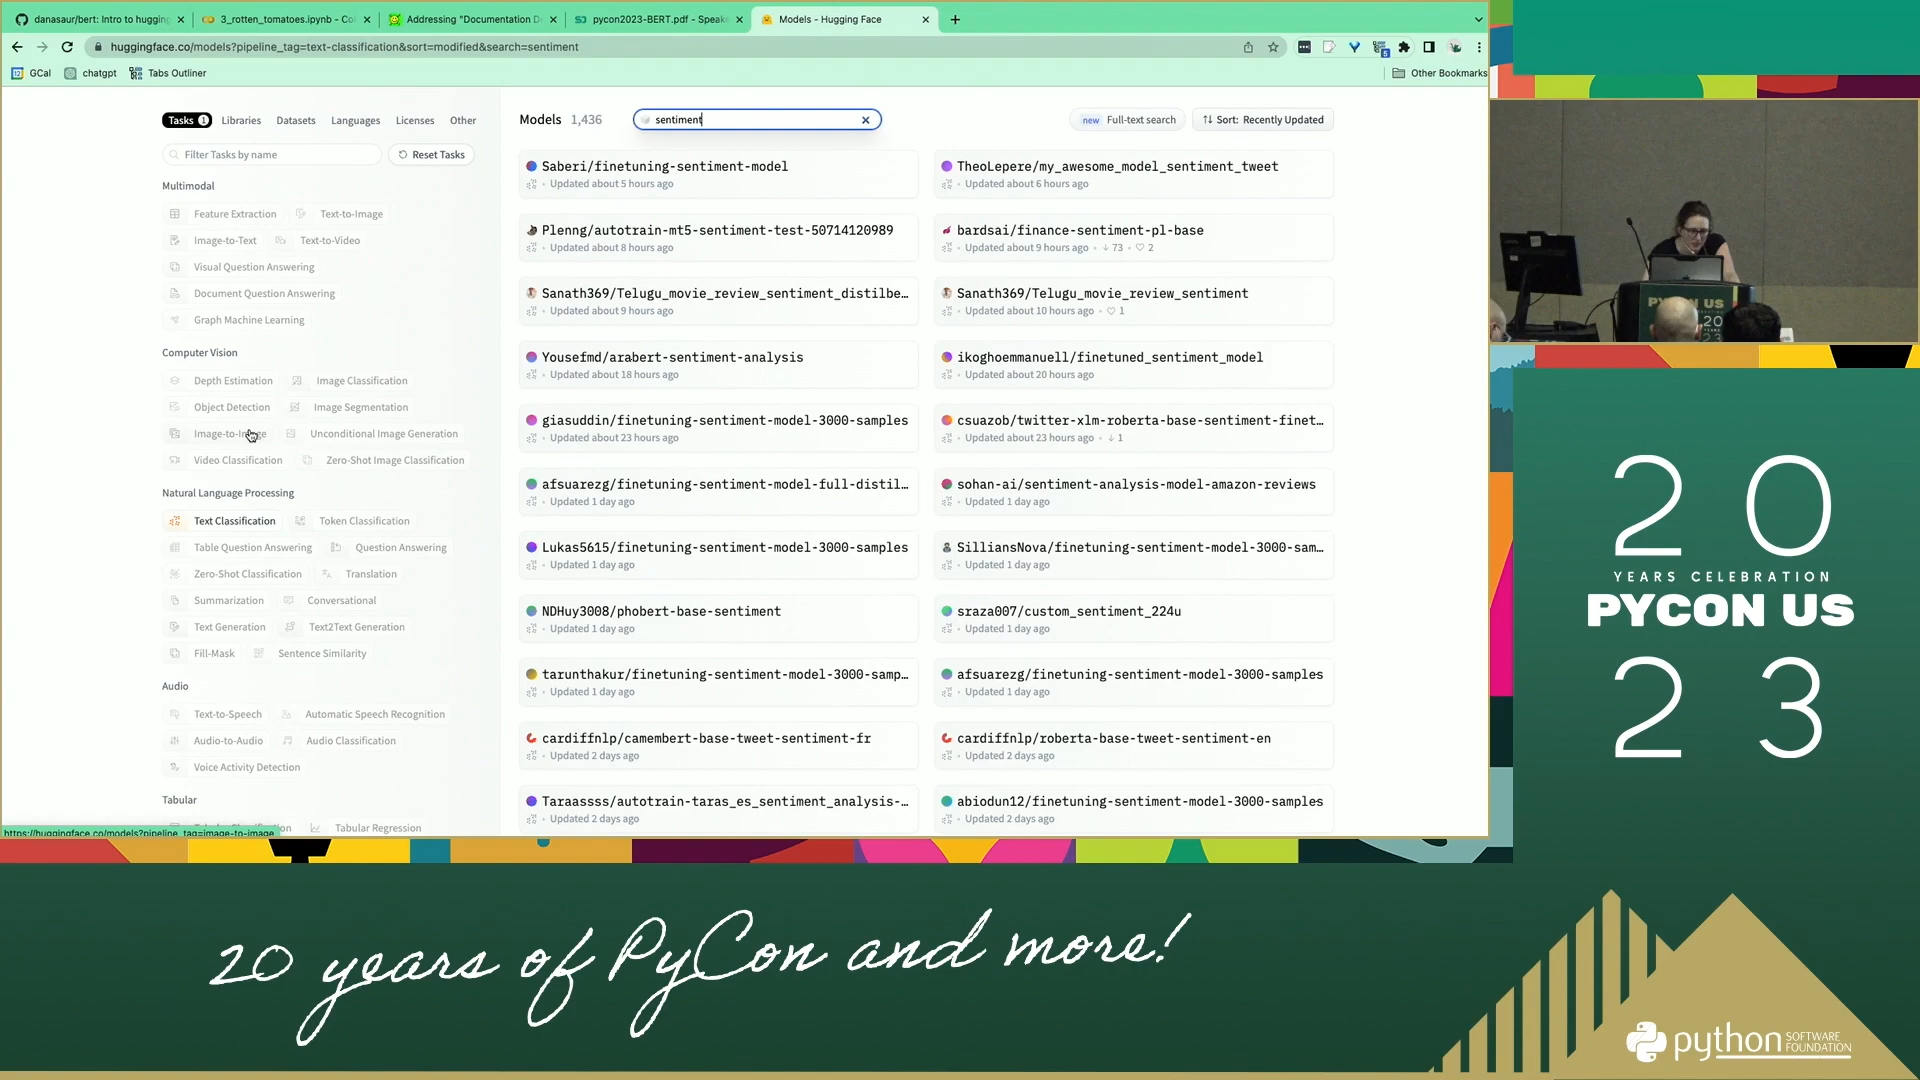 danasaur/bert: Intro to hugging
3_rotten_tomatoes.ipynb - Co
Addressing "Documentation D
pycon2023-BERT.pdf - Speake
Models - Hugging Face
huggingface.co/models?pipeline_tag=text-classification&sort=modified&search=sentiment
GCal
chatgpt
Tabs Outliner
Other Bookmarks
Tasks 1
Libraries
Datasets
Languages
Licenses
Other
Filter Tasks by name
Reset Tasks
Multimodal
Feature Extraction
Text-to-Image
Image-to-Text
Text-to-Video
Visual Question Answering
Document Question Answering
Graph Machine Learning
Computer Vision
Depth Estimation
Image Classification
Object Detection
Image Segmentation
Image-to-Image
Unconditional Image Generation
Video Classification
Zero-Shot Image Classification
Natural Language Processing
Text Classification
Token Classification
Table Question Answering
Question Answering
Zero-Shot Classification
Translation
Summarization
Conversational
Text Generation
Text2Text Generation
Fill-Mask
Sentence Similarity
Audio
Text-to-Speech
Automatic Speech Recognition
Audio-to-Audio
Audio Classification
Voice Activity Detection
Tabular
Tabular Regression
https://huggingface.co/models?pipeline_tag=image-to-image
Models 1,436
sentiment
new Full-text search
Sort: Recently Updated
Saberi/finetuning-sentiment-model
Updated about 5 hours ago
TheoLepere/my_awesome_model_sentiment_tweet
Updated about 6 hours ago
Plenng/autotrain-mt5-sentiment-test-50714120989
Updated about 8 hours ago
bardsai/finance-sentiment-pl-base
Updated about 9 hours ago • ↓ 73 • ♡ 2
Sanath369/Telugu_movie_review_sentiment_distilbe…
Updated about 9 hours ago
Sanath369/Telugu_movie_review_sentiment
Updated about 10 hours ago • ♡ 1
Yousefmd/arabert-sentiment-analysis
Updated about 18 hours ago
ikoghoemmanuell/finetuned_sentiment_model
Updated about 20 hours ago
giasuddin/finetuning-sentiment-model-3000-samples
Updated about 23 hours ago
csuazob/twitter-xlm-roberta-base-sentiment-finet…
Updated about 23 hours ago • ↓ 1
afsuarezg/finetuning-sentiment-model-full-distil…
Updated 1 day ago
sohan-ai/sentiment-analysis-model-amazon-reviews
Updated 1 day ago
Lukas5615/finetuning-sentiment-model-3000-samples
Updated 1 day ago
SilliansNova/finetuning-sentiment-model-3000-sam…
Updated 1 day ago
NDHuy3008/phobert-base-sentiment
Updated 1 day ago
sraza007/custom_sentiment_224u
Updated 1 day ago
tarunthakur/finetuning-sentiment-model-3000-samp…
Updated 1 day ago
afsuarezg/finetuning-sentiment-model-3000-samples
Updated 1 day ago
cardiffnlp/camembert-base-tweet-sentiment-fr
Updated 2 days ago
cardiffnlp/roberta-base-tweet-sentiment-en
Updated 2 days ago
Taraassss/autotrain-taras_es_sentiment_analysis-…
Updated 2 days ago
abiodun12/finetuning-sentiment-model-3000-samples
Updated 2 days ago
20
YEARS CELEBRATION
PYCON US
23
20 years of PyCon and more!
python SOFTWARE
FOUNDATION